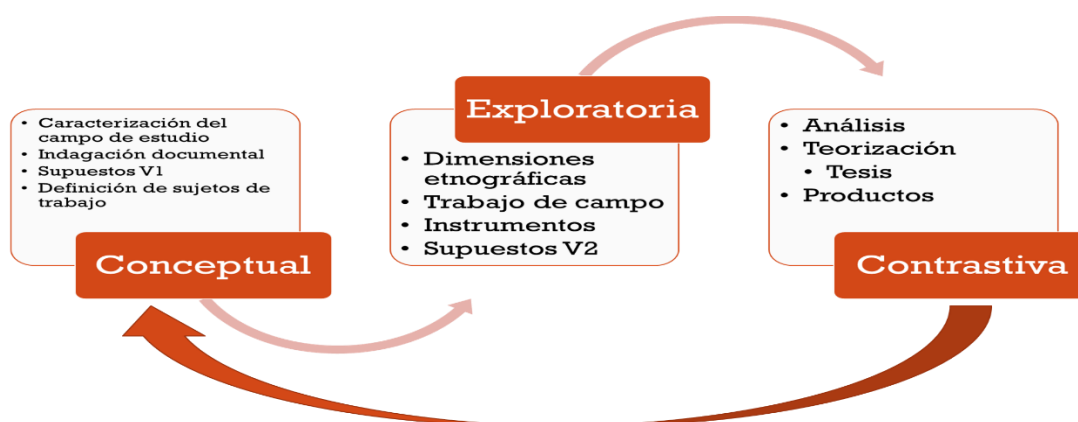 • Caracterización del
campo de estudio
• Indagación documental
• Supuestos V1
• Definición de sujetos de
trabajo
Conceptual
Exploratoria
• Dimensiones
etnográficas
• Trabajo de campo
• Instrumentos
• Supuestos V2
• Análisis
• Teorización
• Tesis
• Productos
Contrastiva